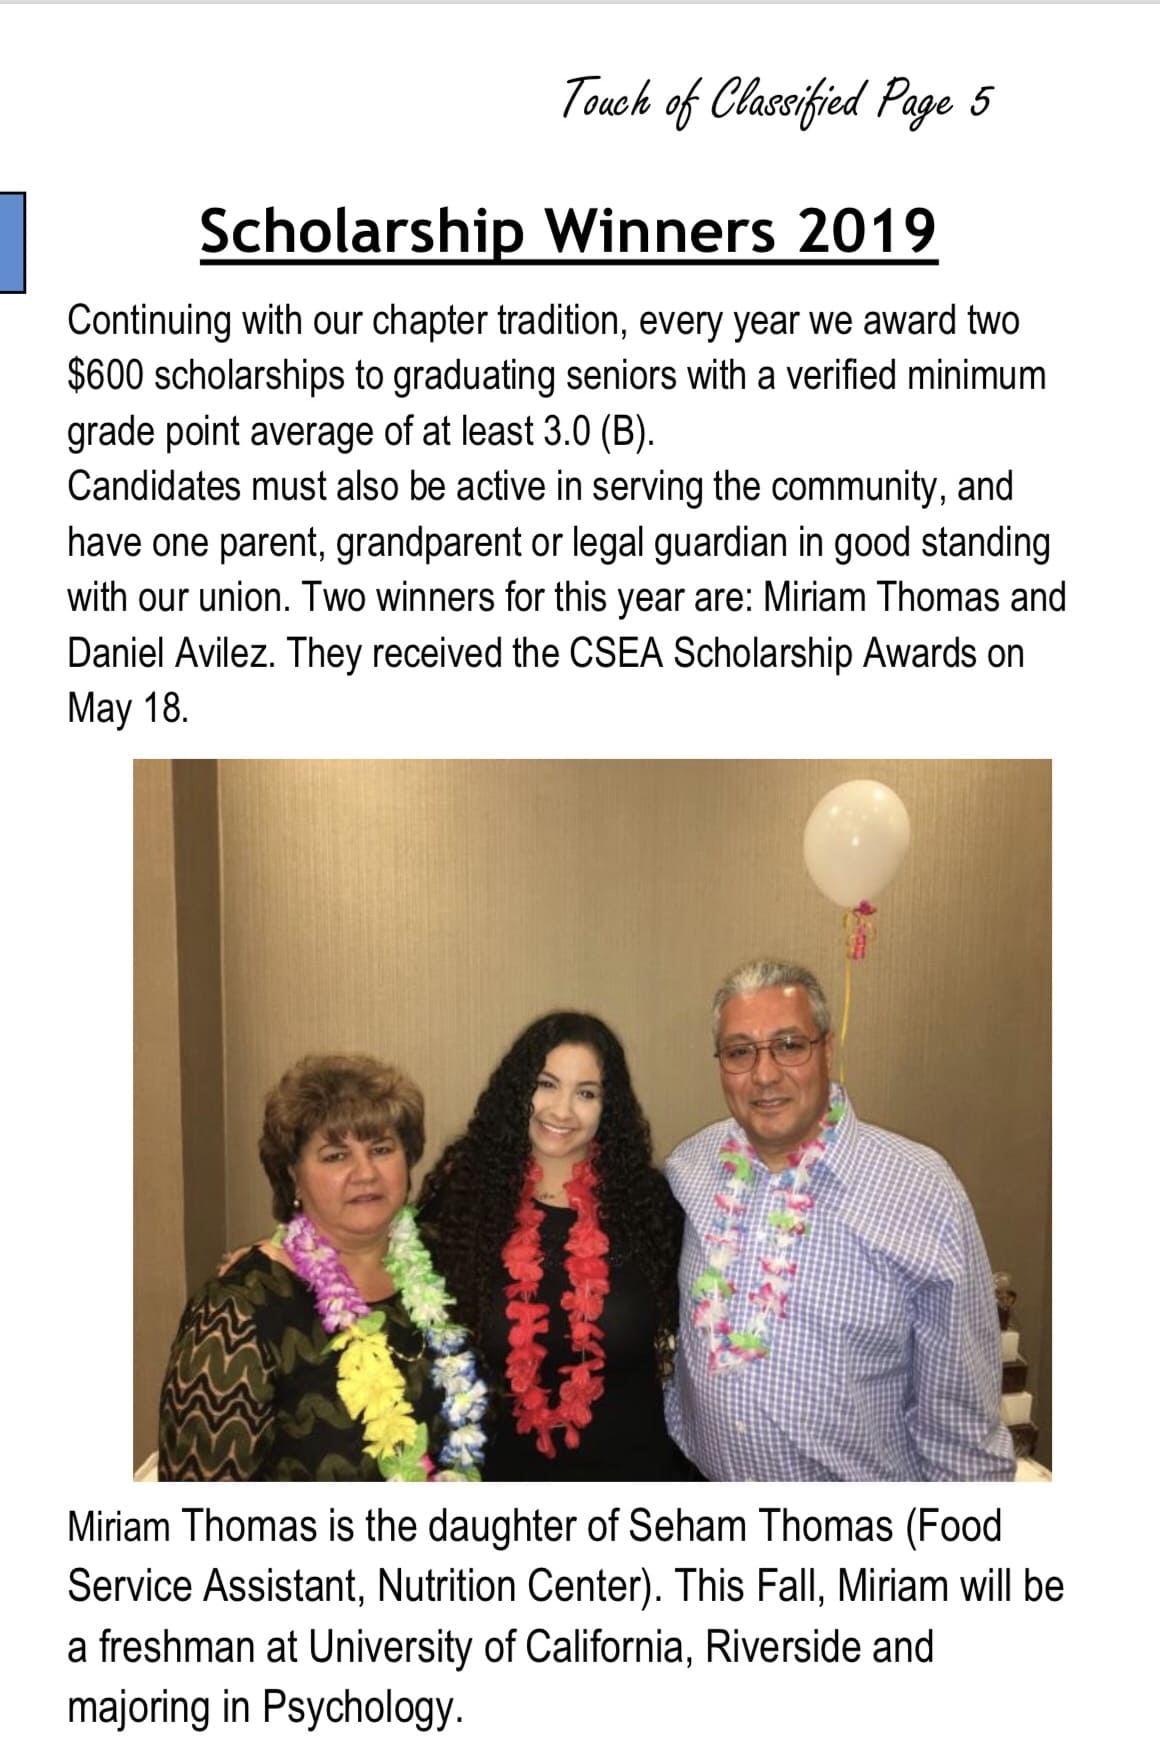 Touch of Classified Page 5
Scholarship Winners 2019
Continuing with our chapter tradition, every year we award two
$600 scholarships to graduating seniors with a verified minimum
grade point average of at least 3.0 (B).
Candidates must also be active in serving the community, and
have one parent, grandparent or legal guardian in good standing
with our union. Two winners for this year are: Miriam Thomas and
Daniel Avilez. They received the CSEA Scholarship Awards on
May 18.
Miriam Thomas is the daughter of Seham Thomas (Food
Service Assistant, Nutrition Center). This Fall, Miriam will be
a freshman at University of California, Riverside and
majoring in Psychology.